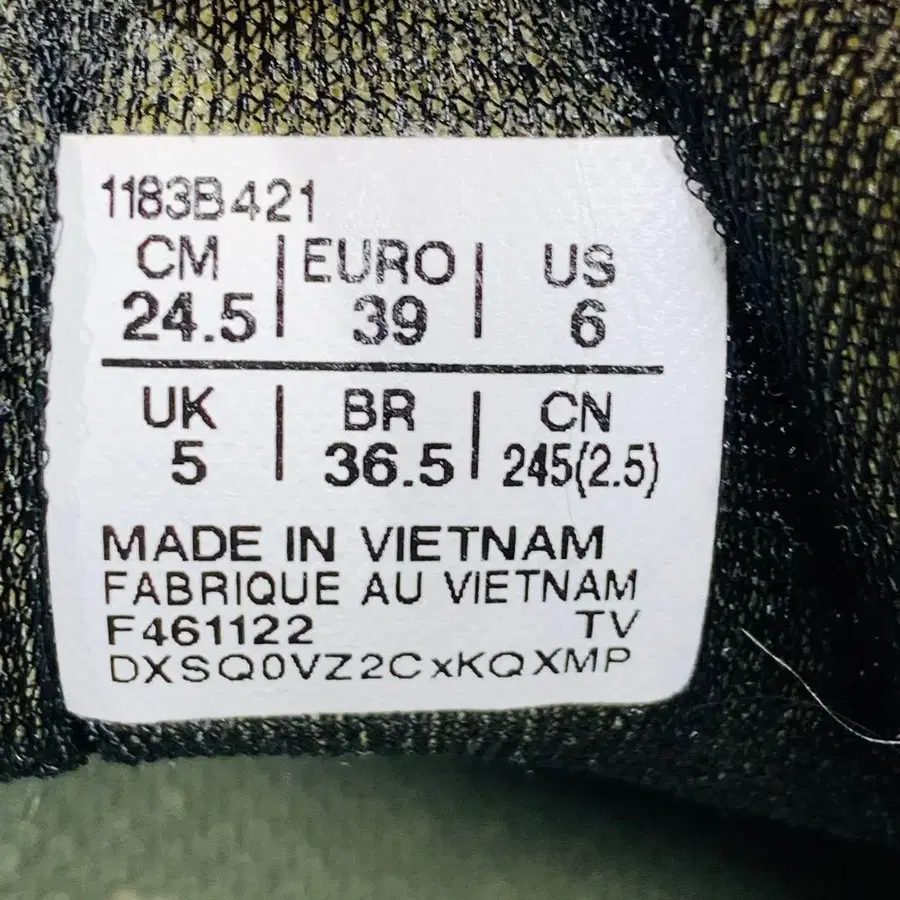 1183B421
CM | EURO | US
24.5 | 39 | 6
UK | BR | CN
5 | 36.5 | 245(2.5)
MADE IN VIETNAM
FABRIQUE AU VIETNAM
F461122 TV
DXSQ0VZ2CxKQXMP